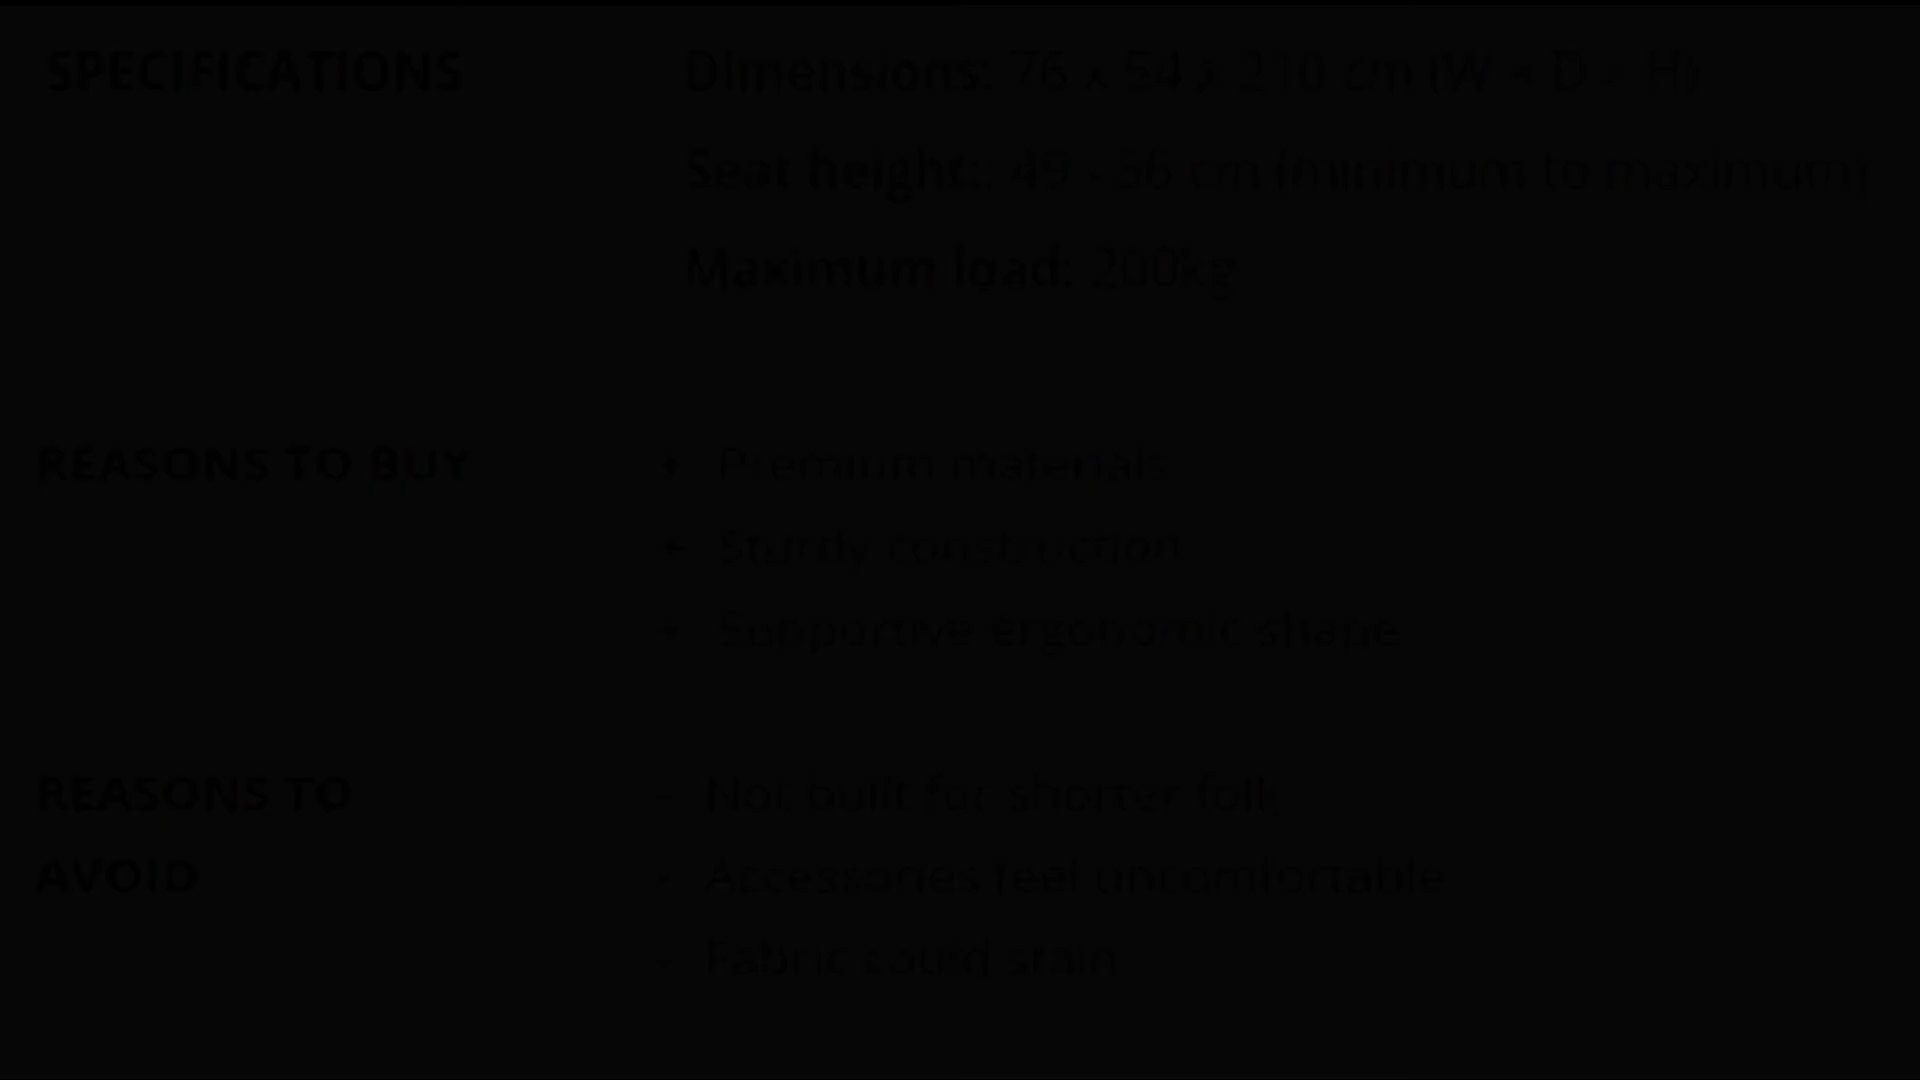 SPECIFICATIONS
Dimensions: 76 x 54 x 210 cm (W × D × H)
Seat height:: 49 - 56 cm (minimum to maximum)
Maximum load: 200kg
REASONS TO BUY
+ Premium materials
+ Sturdy construction
+ Supportive ergonomic shape
REASONS TO
AVOID
- Not built for shorter folk
- Accessories feel uncomfortable
- Fabric could stain